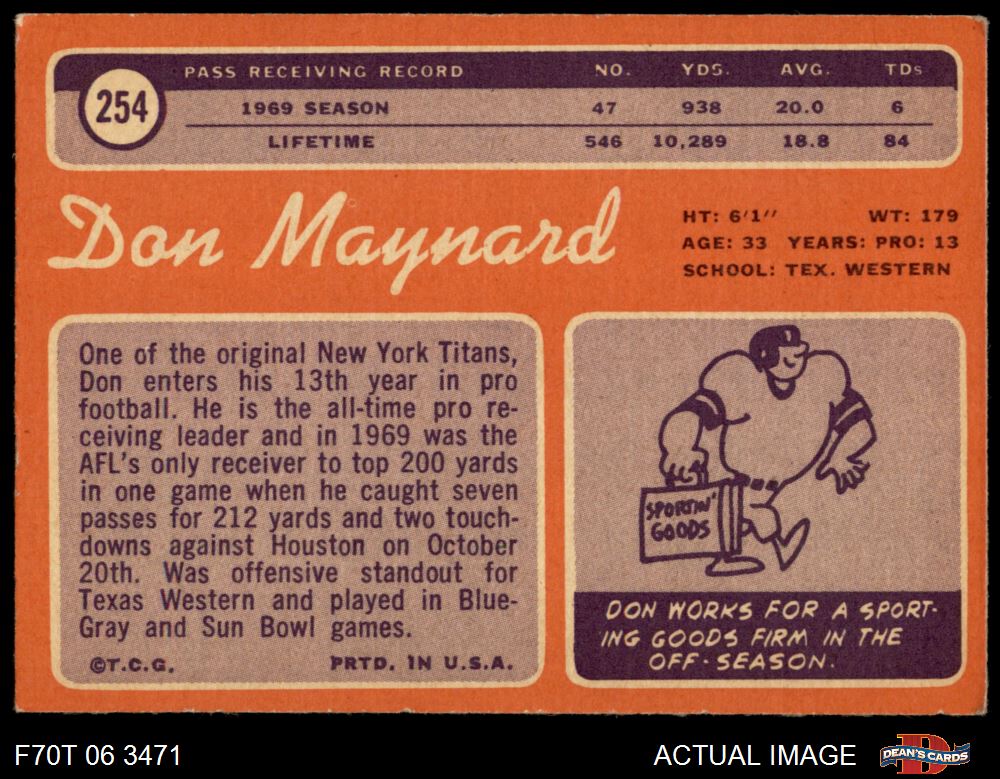 254
PASS RECEIVING RECORD NO. YDS. AVG. TDs
1969 SEASON 47 938 20.0 6
LIFETIME 546 10,289 18.8 84
Don Maynard
HT: 6'1" WT: 179
AGE: 33 YEARS: PRO: 13
SCHOOL: TEX. WESTERN
One of the original New York Titans,
Don enters his 13th year in pro
football. He is the all-time pro re-
ceiving leader and in 1969 was the
AFL's only receiver to top 200 yards
in one game when he caught seven
passes for 212 yards and two touch-
downs against Houston on October
20th. Was offensive standout for
Texas Western and played in Blue-
Gray and Sun Bowl games.
©T.C.G. PRTD. IN U.S.A.
SPORTIN'
GOODS
DON WORKS FOR A SPORT-
ING GOODS FIRM IN THE
OFF-SEASON.
F70T 06 3471
ACTUAL IMAGE
DEAN'S CARDS